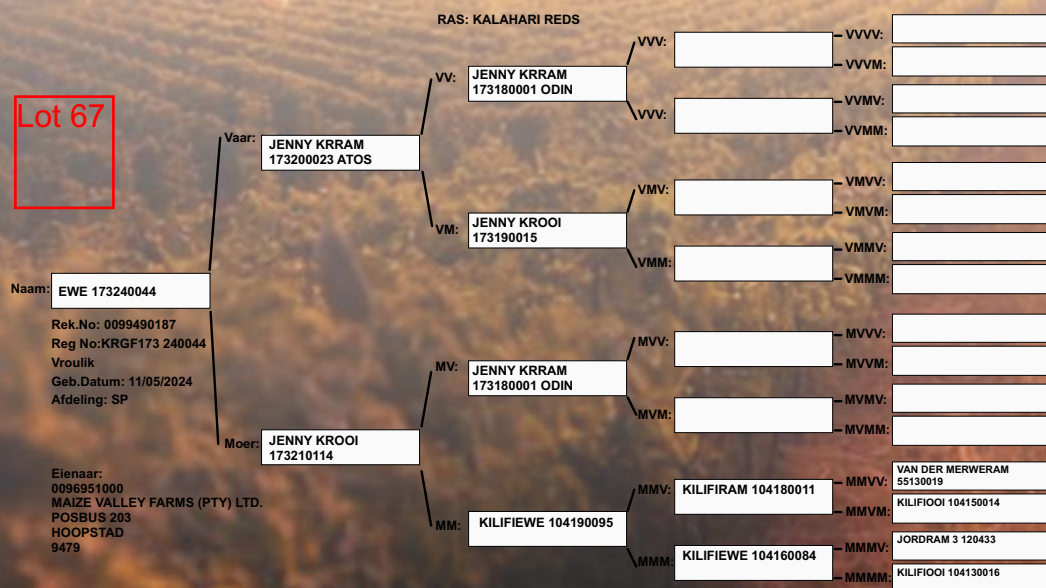 RAS: KALAHARI REDS
Lot 67
Naam:
EWE 173240044
Rek.No: 0099490187
Reg No:KRGF173 240044
Vroulik
Geb.Datum: 11/05/2024
Afdeling: SP
Eienaar:
0096951000
MAIZE VALLEY FARMS (PTY) LTD.
POSBUS 203
HOOPSTAD
9479
Vaar:
JENNY KRRAM
173200023 ATOS
Moer:
JENNY KROOI
173210114
VV:
JENNY KRRAM
173180001 ODIN
VM:
JENNY KROOI
173190015
MV:
JENNY KRRAM
173180001 ODIN
MM:
KILIFIEWE 104190095
VVV:
VVV:
VMV:
VMM:
MVV:
MVM:
MMV:
KILIFIRAM 104180011
MMM:
KILIFIEWE 104160084
VVVV:
VVVM:
VVMV:
VVMM:
VMVV:
VMVM:
VMMV:
VMMM:
MVVV:
MVVM:
MVMV:
MVMM:
MMVV:
VAN DER MERWERAM
55130019
MMVM:
KILIFIOOI 104150014
MMMV:
JORDRAM 3 120433
MMMM:
KILIFIOOI 104130016